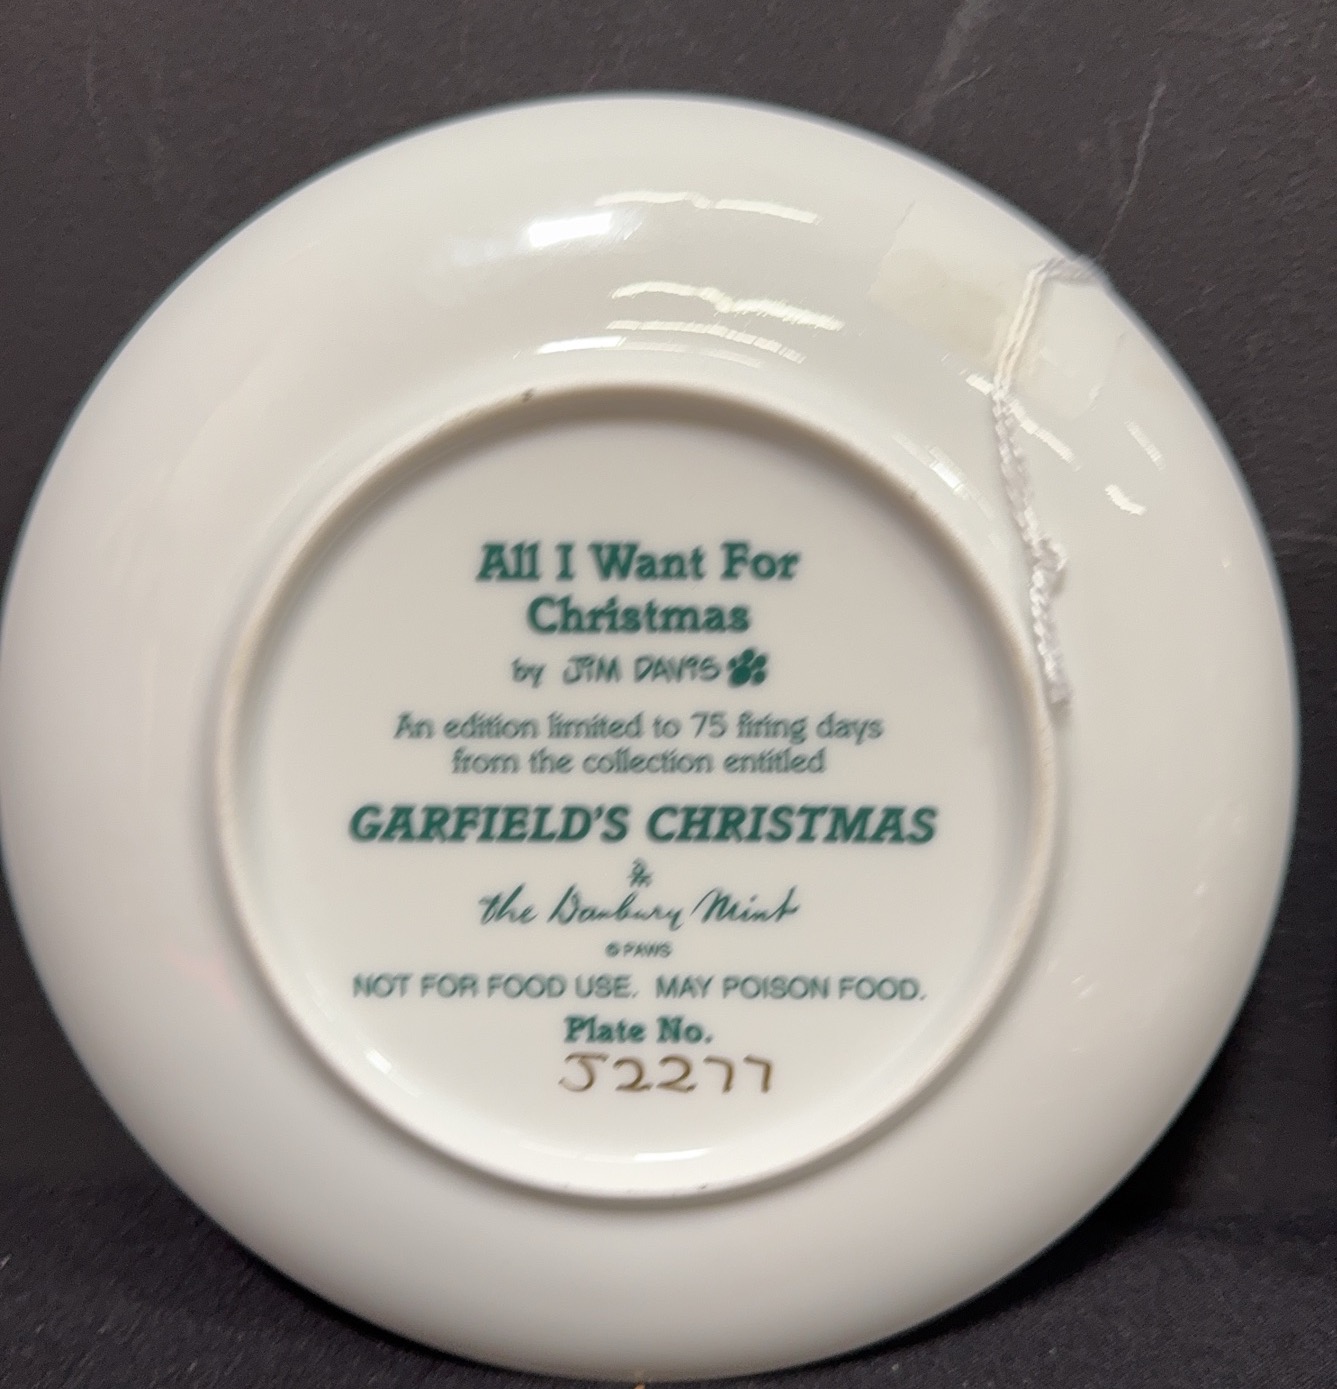 All I Want For
Christmas
by JIM DAVIS
An edition limited to 75 firing days
from the collection entitled
GARFIELD'S CHRISTMAS
the Danbury Mint
© PAWS
NOT FOR FOOD USE. MAY POISON FOOD.
Plate No.
J2277